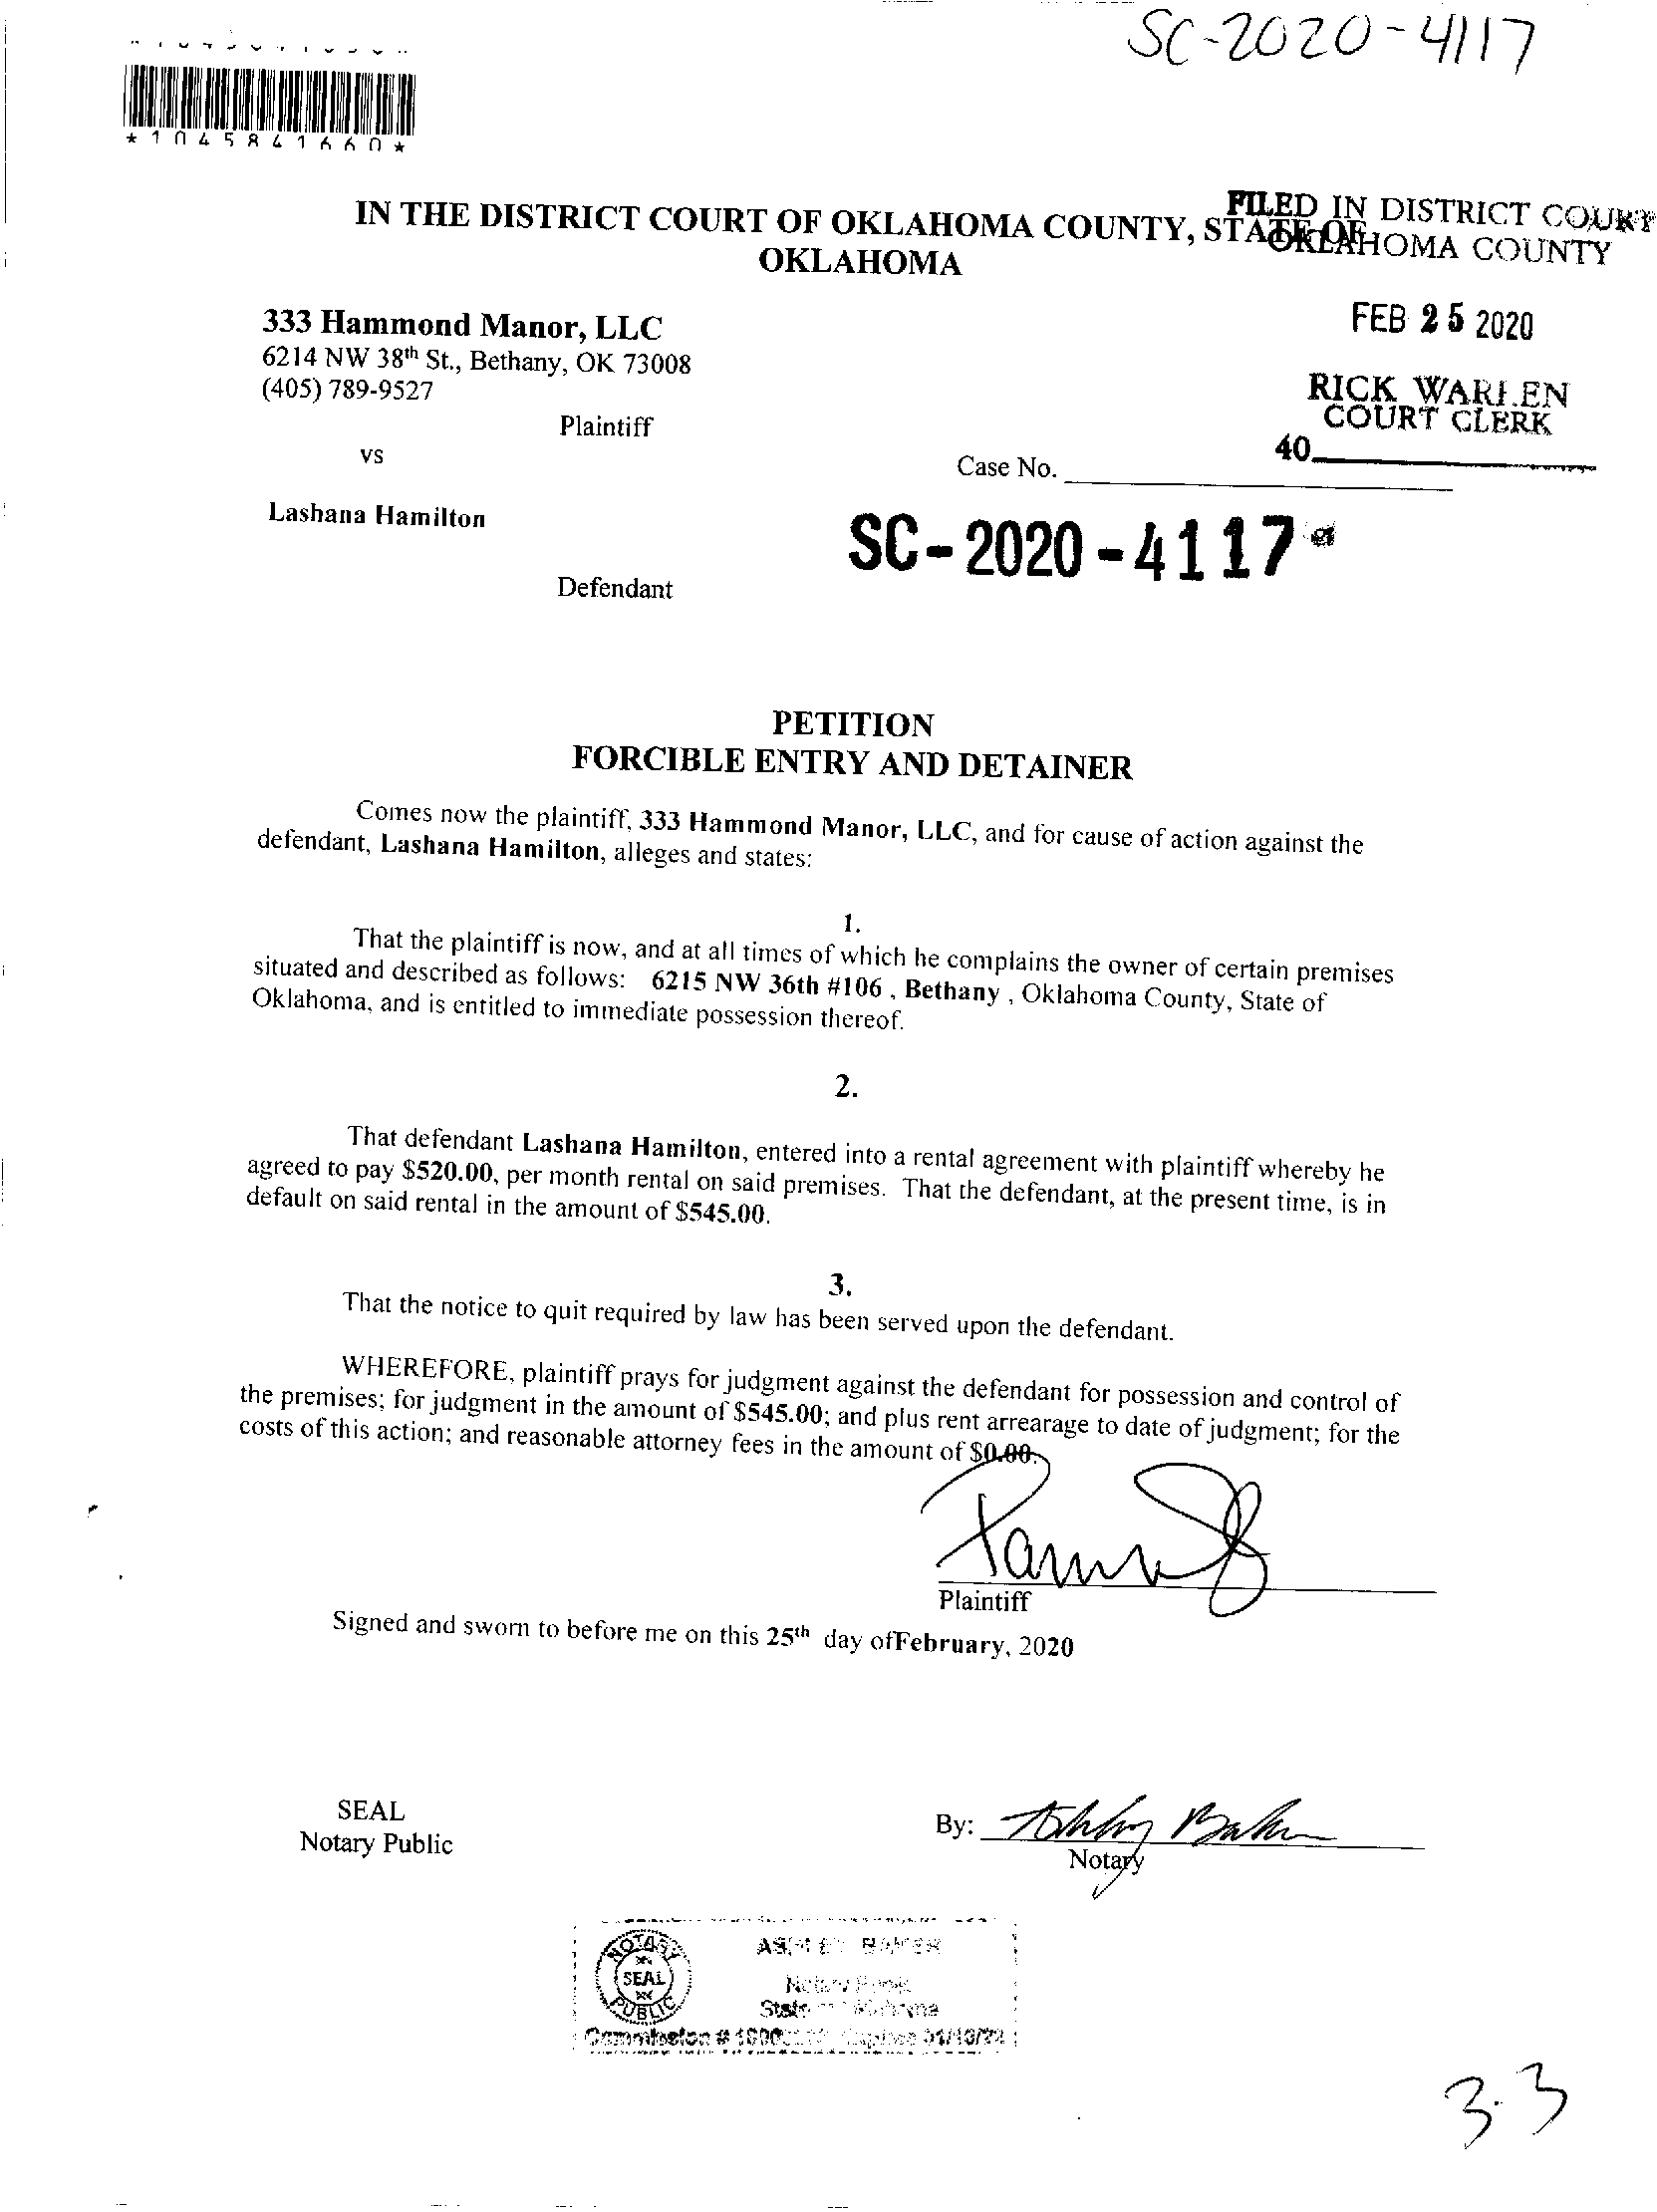 SC-2020-4117
*1045841660*
FILED IN DISTRICT COURT
OKLAHOMA COUNTY
IN THE DISTRICT COURT OF OKLAHOMA COUNTY, STATE OF
OKLAHOMA
FEB 25 2020
333 Hammond Manor, LLC
6214 NW 38th St., Bethany, OK 73008
(405) 789-9527
RICK WARREN
COURT CLERK
Plaintiff
40
vs
Case No.
Lashana Hamilton
SC-2020-4117
Defendant
PETITION
FORCIBLE ENTRY AND DETAINER
Comes now the plaintiff, 333 Hammond Manor, LLC, and for cause of action against the
defendant, Lashana Hamilton, alleges and states:
1.
That the plaintiff is now, and at all times of which he complains the owner of certain premises
situated and described as follows: 6215 NW 36th #106 , Bethany , Oklahoma County, State of
Oklahoma, and is entitled to immediate possession thereof.
2.
That defendant Lashana Hamilton, entered into a rental agreement with plaintiff whereby he
agreed to pay $520.00, per month rental on said premises. That the defendant, at the present time, is in
default on said rental in the amount of $545.00.
3.
That the notice to quit required by law has been served upon the defendant.
WHEREFORE, plaintiff prays for judgment against the defendant for possession and control of
the premises; for judgment in the amount of $545.00; and plus rent arrearage to date of judgment; for the
costs of this action; and reasonable attorney fees in the amount of $0.00.
Plaintiff
Signed and sworn to before me on this 25th day ofFebruary, 2020
SEAL
Notary Public
By: Ashley Baker
Notary
NOTARY
SEAL
PUBLIC
ASHLEY BAKER
Notary Public
State of Oklahoma
Commission #
3.3